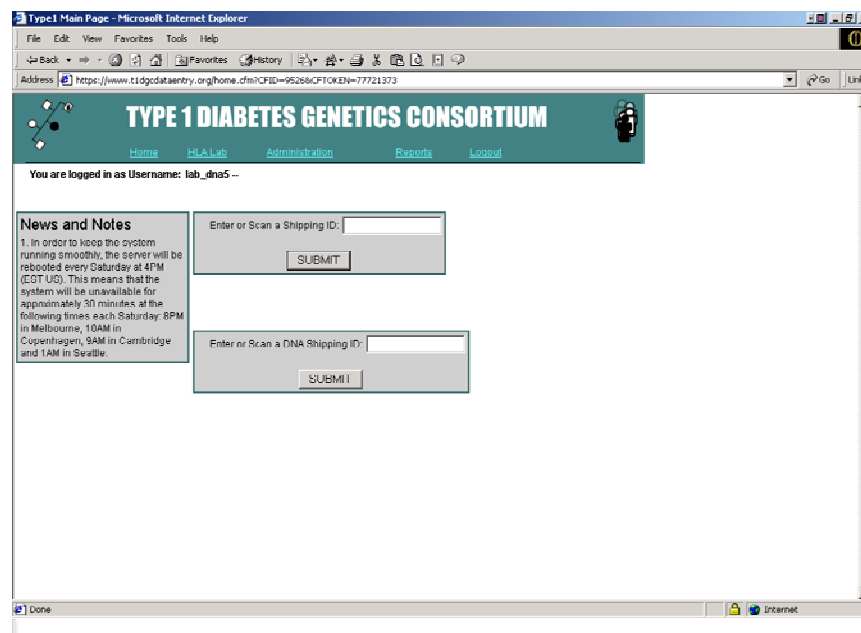 Type1 Main Page - Microsoft Internet Explorer
File Edit View Favorites Tools Help
Back Favorites History
Address https://www.t1dgcdataentry.org/home.cfm?CFID=9526&CFTOKEN=77721373 Go Lin
TYPE 1 DIABETES GENETICS CONSORTIUM
Home HLA Lab Administration Reports Logout
You are logged in as Username: lab_dna5 --
News and Notes
1. In order to keep the
running smoothly, the server will be
rebooted every Saturday at 4PM
(EST US). This means that the
system will be unavailable for
approximately 30 minutes at the
following times each Saturday: 8PM
in Melbourne, 10AM in
Copenhagen, 9AM in Cambridge
and 1AM in Seattle.
Enter or Scan a Shipping ID:
SUBMIT
Enter or Scan a DNA Shipping ID:
SUBMIT
Done Internet